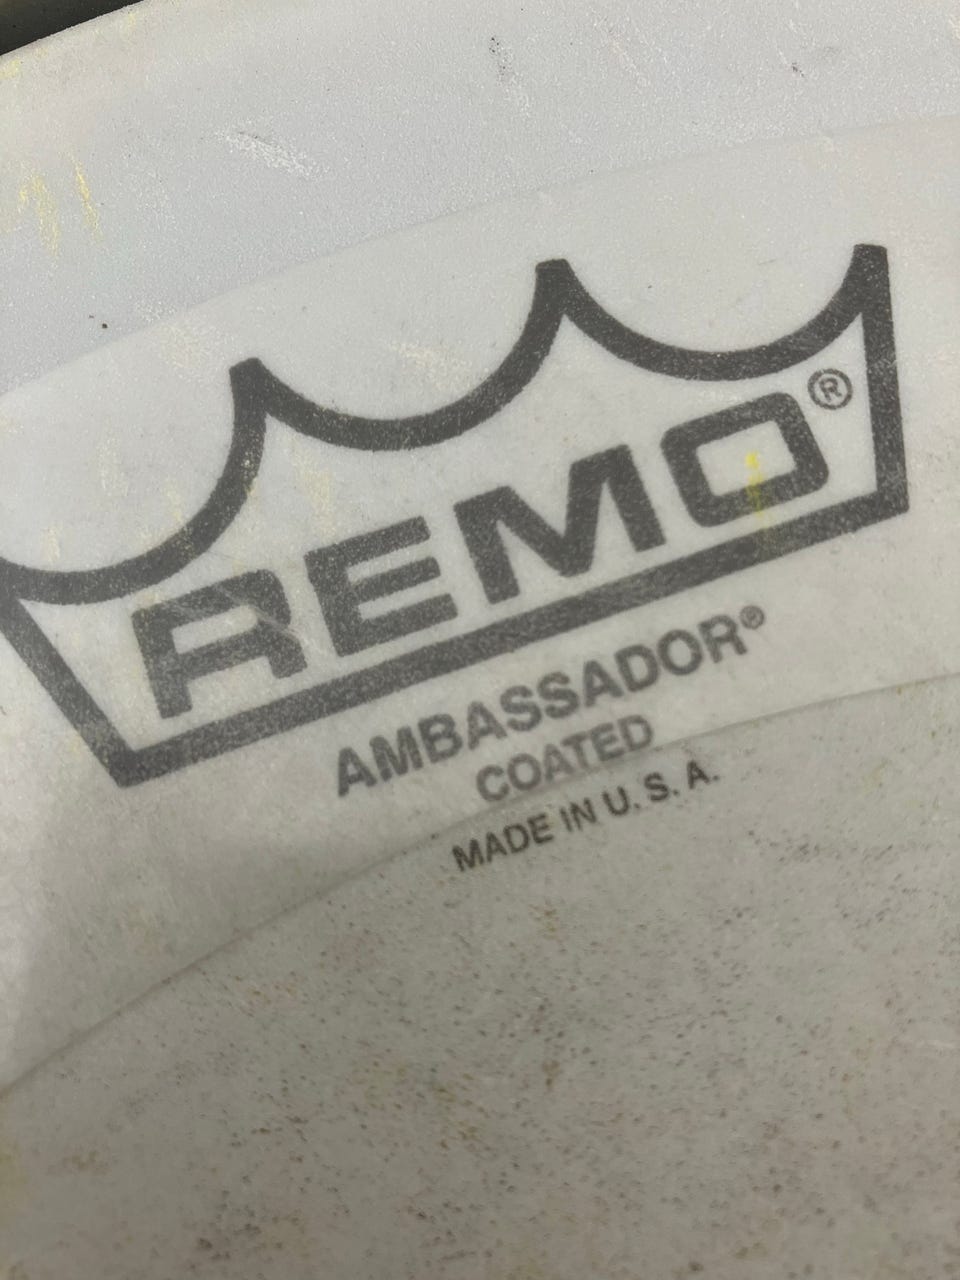 REMO®
AMBASSADOR®
COATED
MADE IN U. S. A.